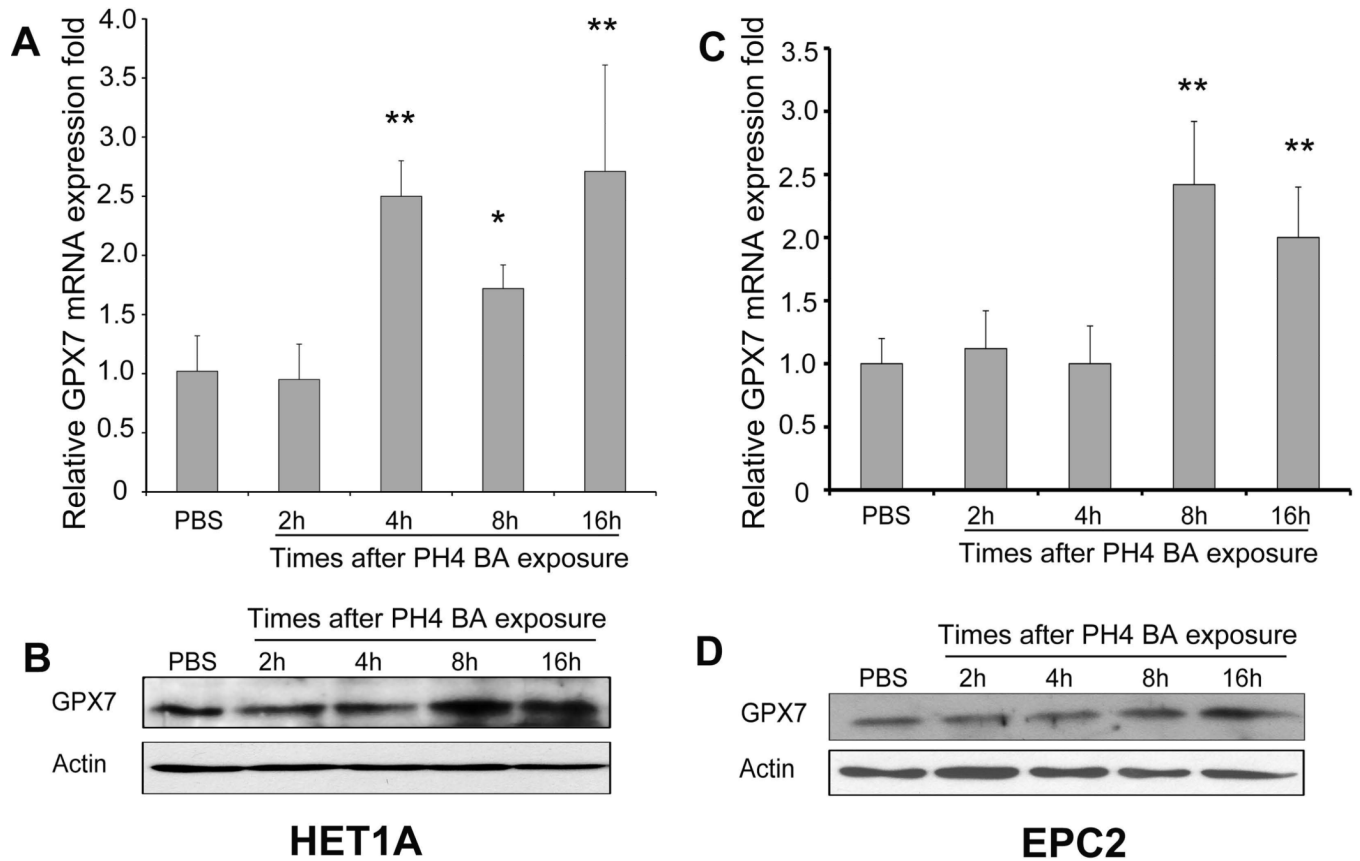 A
Relative GPX7 mRNA expression fold
4.0
3.5
3.0
2.5
2.0
1.5
1.0
0.5
0
**
*
**
PBS 2h 4h 8h 16h
Times after PH4 BA exposure
B
Times after PH4 BA exposure
PBS 2h 4h 8h 16h
GPX7
Actin
HET1A
C
Relative GPX7 mRNA expression fold
3.5
3.0
2.5
2.0
1.5
1.0
0.5
0
**
**
PBS 2h 4h 8h 16h
Times after PH4 BA exposure
D
Times after PH4 BA exposure
PBS 2h 4h 8h 16h
GPX7
Actin
EPC2